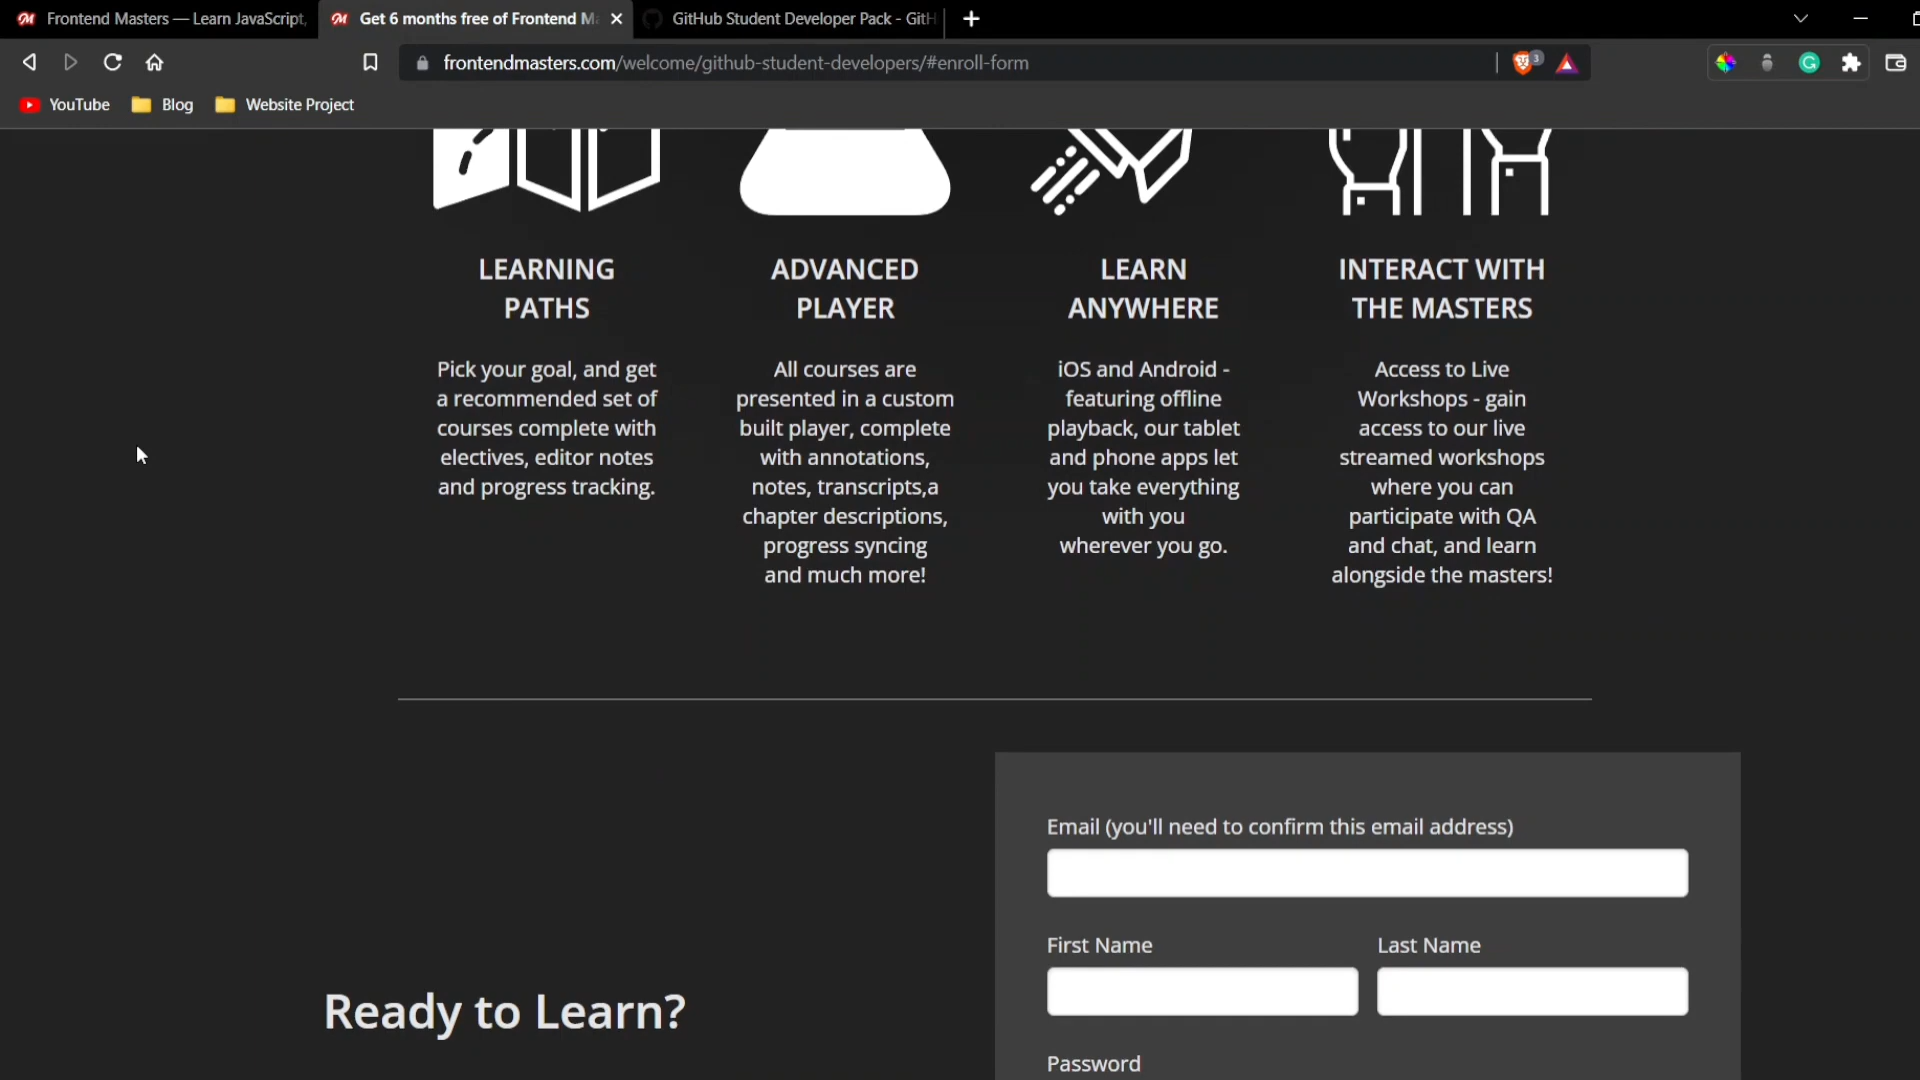 Frontend Masters — Learn JavaScript,
Get 6 months free of Frontend M
GitHub Student Developer Pack - GitH
frontendmasters.com/welcome/github-student-developers/#enroll-form
3
YouTube
Blog
Website Project
LEARNING
PATHS
Pick your goal, and get
a recommended set of
courses complete with
electives, editor notes
and progress tracking.
ADVANCED
PLAYER
All courses are
presented in a custom
built player, complete
with annotations,
notes, transcripts,a
chapter descriptions,
progress syncing
and much more!
LEARN
ANYWHERE
iOS and Android -
featuring offline
playback, our tablet
and phone apps let
you take everything
with you
wherever you go.
INTERACT WITH
THE MASTERS
Access to Live
Workshops - gain
access to our live
streamed workshops
where you can
participate with QA
and chat, and learn
alongside the masters!
Ready to Learn?
Email (you'll need to confirm this email address)
First Name
Last Name
Password